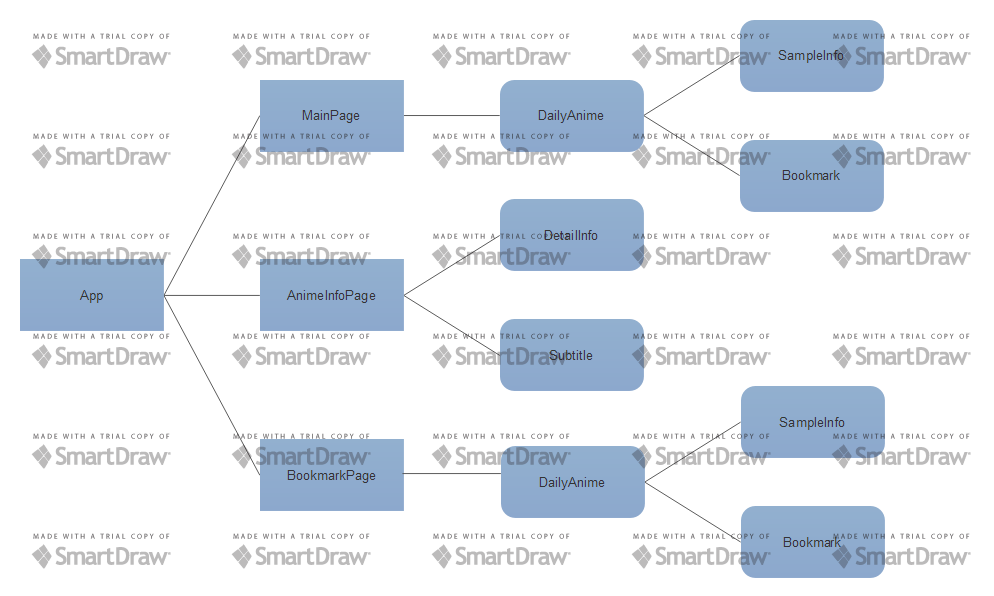 MADE WITH A TRIAL COPY OF MADE WITH A TRIAL COPY OF MADE WITH A TRIAL COPY OF MADE WITH A TRIAL COPY OF MADE WITH A TRIAL COPY OF
SmartDraw SmartDraw SmartDraw SmartDraw SmartDraw
SampleInfo
MainPage
DailyAnime
MADE WITH A TRIAL COPY OF MADE WITH A TRIAL COPY OF MADE WITH A TRIAL COPY OF MADE WITH A TRIAL COPY OF MADE WITH A TRIAL COPY OF
SmartDraw SmartDraw SmartDraw SmartDraw SmartDraw
Bookmark
MADE WITH A TRIAL COPY OF MADE WITH A TRIAL COPY OF MADE WITH A TRIAL COPY OF MADE WITH A TRIAL COPY OF MADE WITH A TRIAL COPY OF
DetailInfo
SmartDraw SmartDraw SmartDraw SmartDraw SmartDraw
App
AnimeInfoPage
MADE WITH A TRIAL COPY OF MADE WITH A TRIAL COPY OF MADE WITH A TRIAL COPY OF MADE WITH A TRIAL COPY OF MADE WITH A TRIAL COPY OF
SmartDraw SmartDraw SmartDraw SmartDraw SmartDraw
Subtitle
SampleInfo
MADE WITH A TRIAL COPY OF MADE WITH A TRIAL COPY OF MADE WITH A TRIAL COPY OF MADE WITH A TRIAL COPY OF MADE WITH A TRIAL COPY OF
SmartDraw SmartDraw SmartDraw SmartDraw SmartDraw
BookmarkPage
DailyAnime
MADE WITH A TRIAL COPY OF MADE WITH A TRIAL COPY OF MADE WITH A TRIAL COPY OF MADE WITH A TRIAL COPY OF MADE WITH A TRIAL COPY OF
Bookmark
SmartDraw SmartDraw SmartDraw SmartDraw SmartDraw